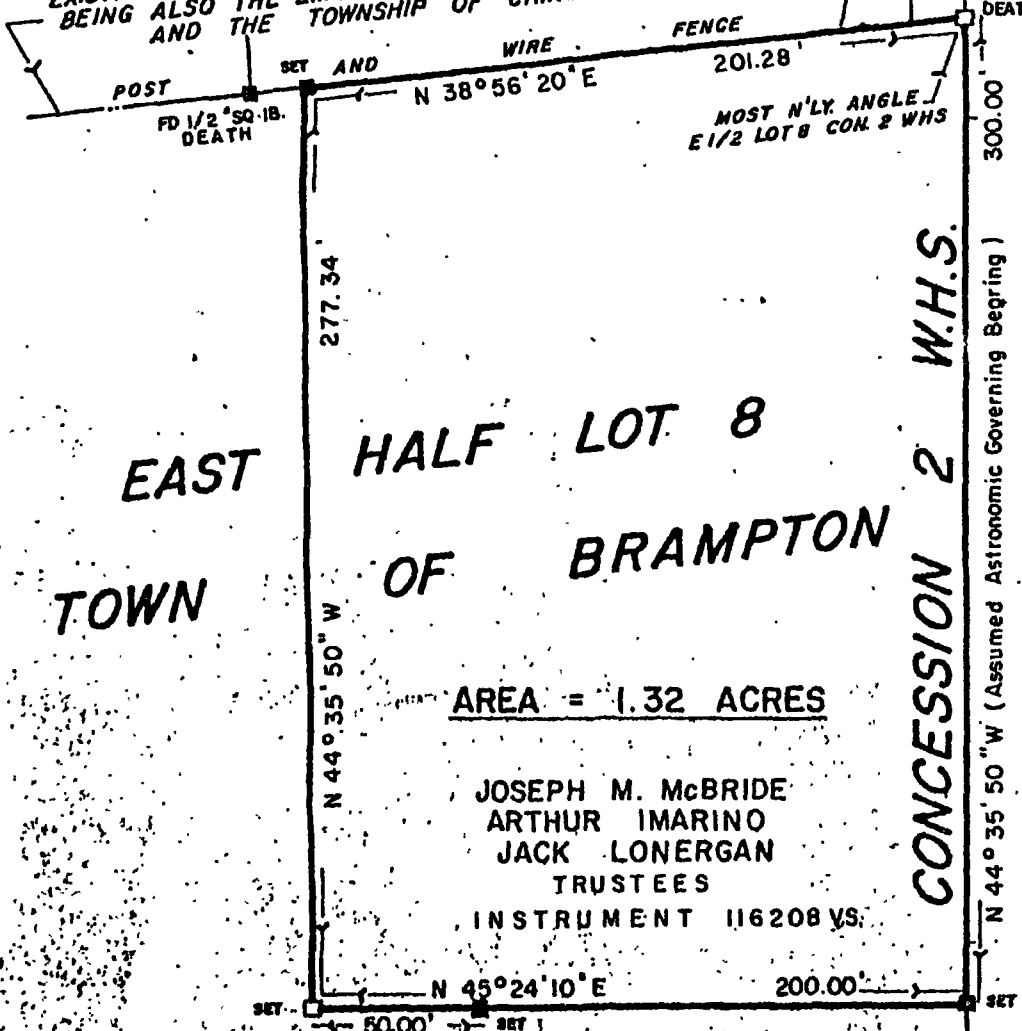 BEING ALSO THE
AND THE TOWNSHIP OF
DEAT
POST
SET
AND WIRE FENCE
N 38°56'20"E
201.28'
FD 1/2" SQ. IB.
DEATH
MOST N'LY. ANGLE
E 1/2 LOT 8 CON. 2 WHS
300.00'
277.34'
N 44°35'50" W
EAST HALF LOT 8
TOWN OF BRAMPTON
CONCESSION 2 W.H.S.
N 44°35'50"W (Assumed Astronomic Governing Bearing)
AREA = 1.32 ACRES
JOSEPH M. McBRIDE
ARTHUR IMARINO
JACK LONERGAN
TRUSTEES
INSTRUMENT 116208 VS.
N 45°24'10"E
200.00'
SET
50.00'
SET
SET